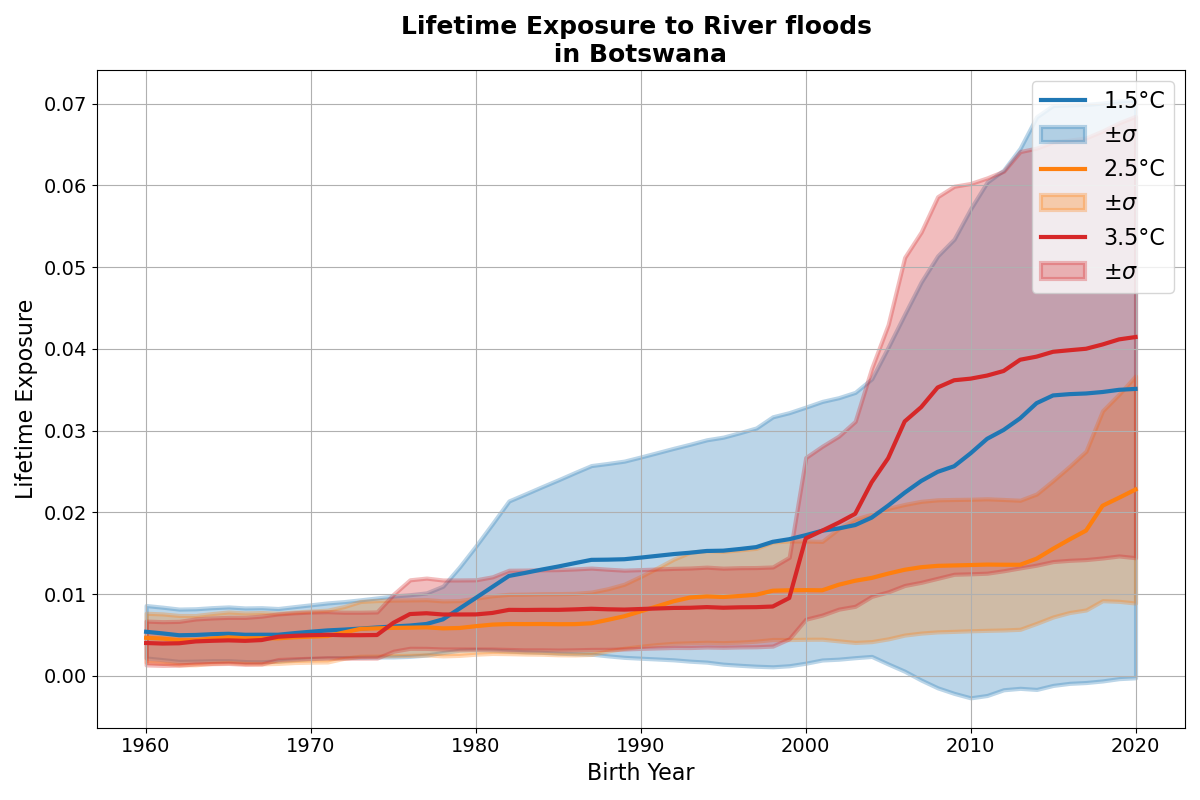 Lifetime Exposure to River floods
in Botswana
Lifetime Exposure
0.07
0.06
0.05
0.04
0.03
0.02
0.01
0.00
1960
1970
1980
1990
2000
2010
2020
Birth Year
1.5°C
±σ
2.5°C
±σ
3.5°C
±σ